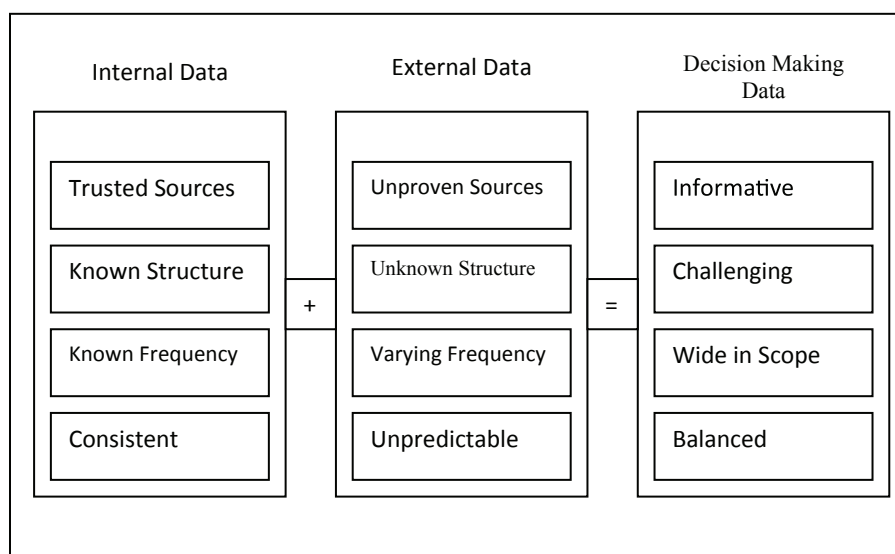 Internal Data
Trusted Sources
Known Structure
Known Frequency
Consistent
+
External Data
Unproven Sources
Unknown Structure
Varying Frequency
Unpredictable
=
Decision Making
Data
Informative
Challenging
Wide in Scope
Balanced